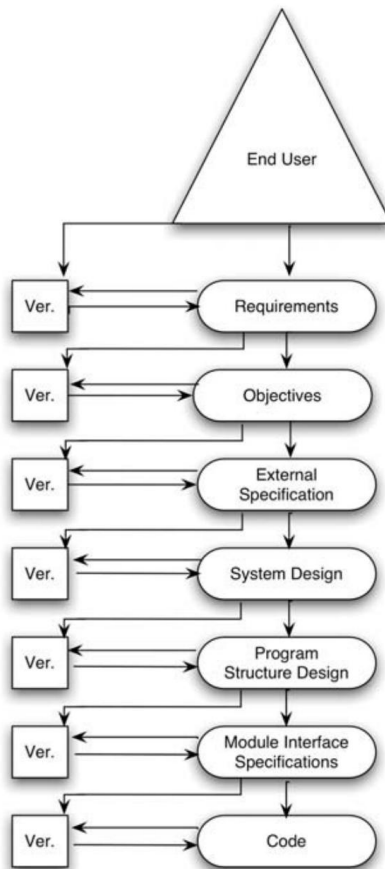 End User
Ver.
Requirements
Ver.
Objectives
Ver.
External
Specification
Ver.
System Design
Ver.
Program
Structure Design
Ver.
Module Interface
Specifications
Ver.
Code